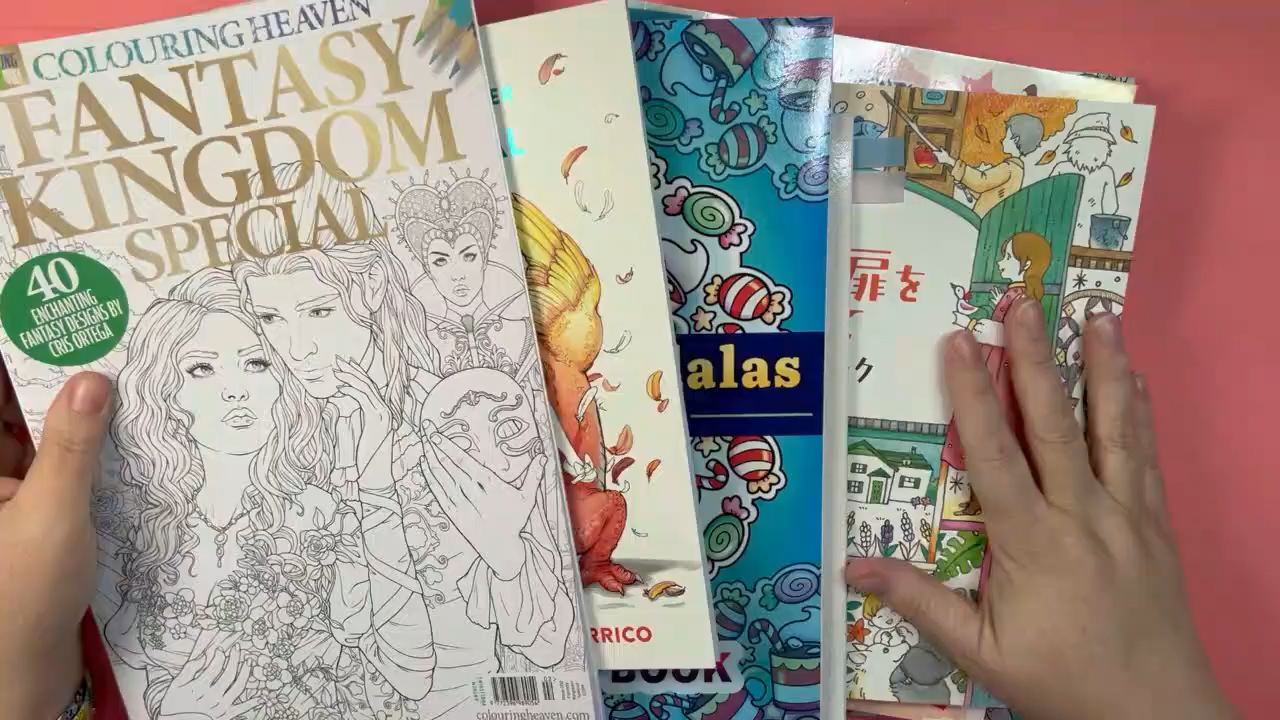 COLOURING HEAVEN
FANTASY
KINGDOM
SPECIAL
40
ENCHANTING
FANTASY DESIGNS BY
CRIS ORTEGA
colouringheaven.com
RRICO
alas
BOOK
扉を
ク